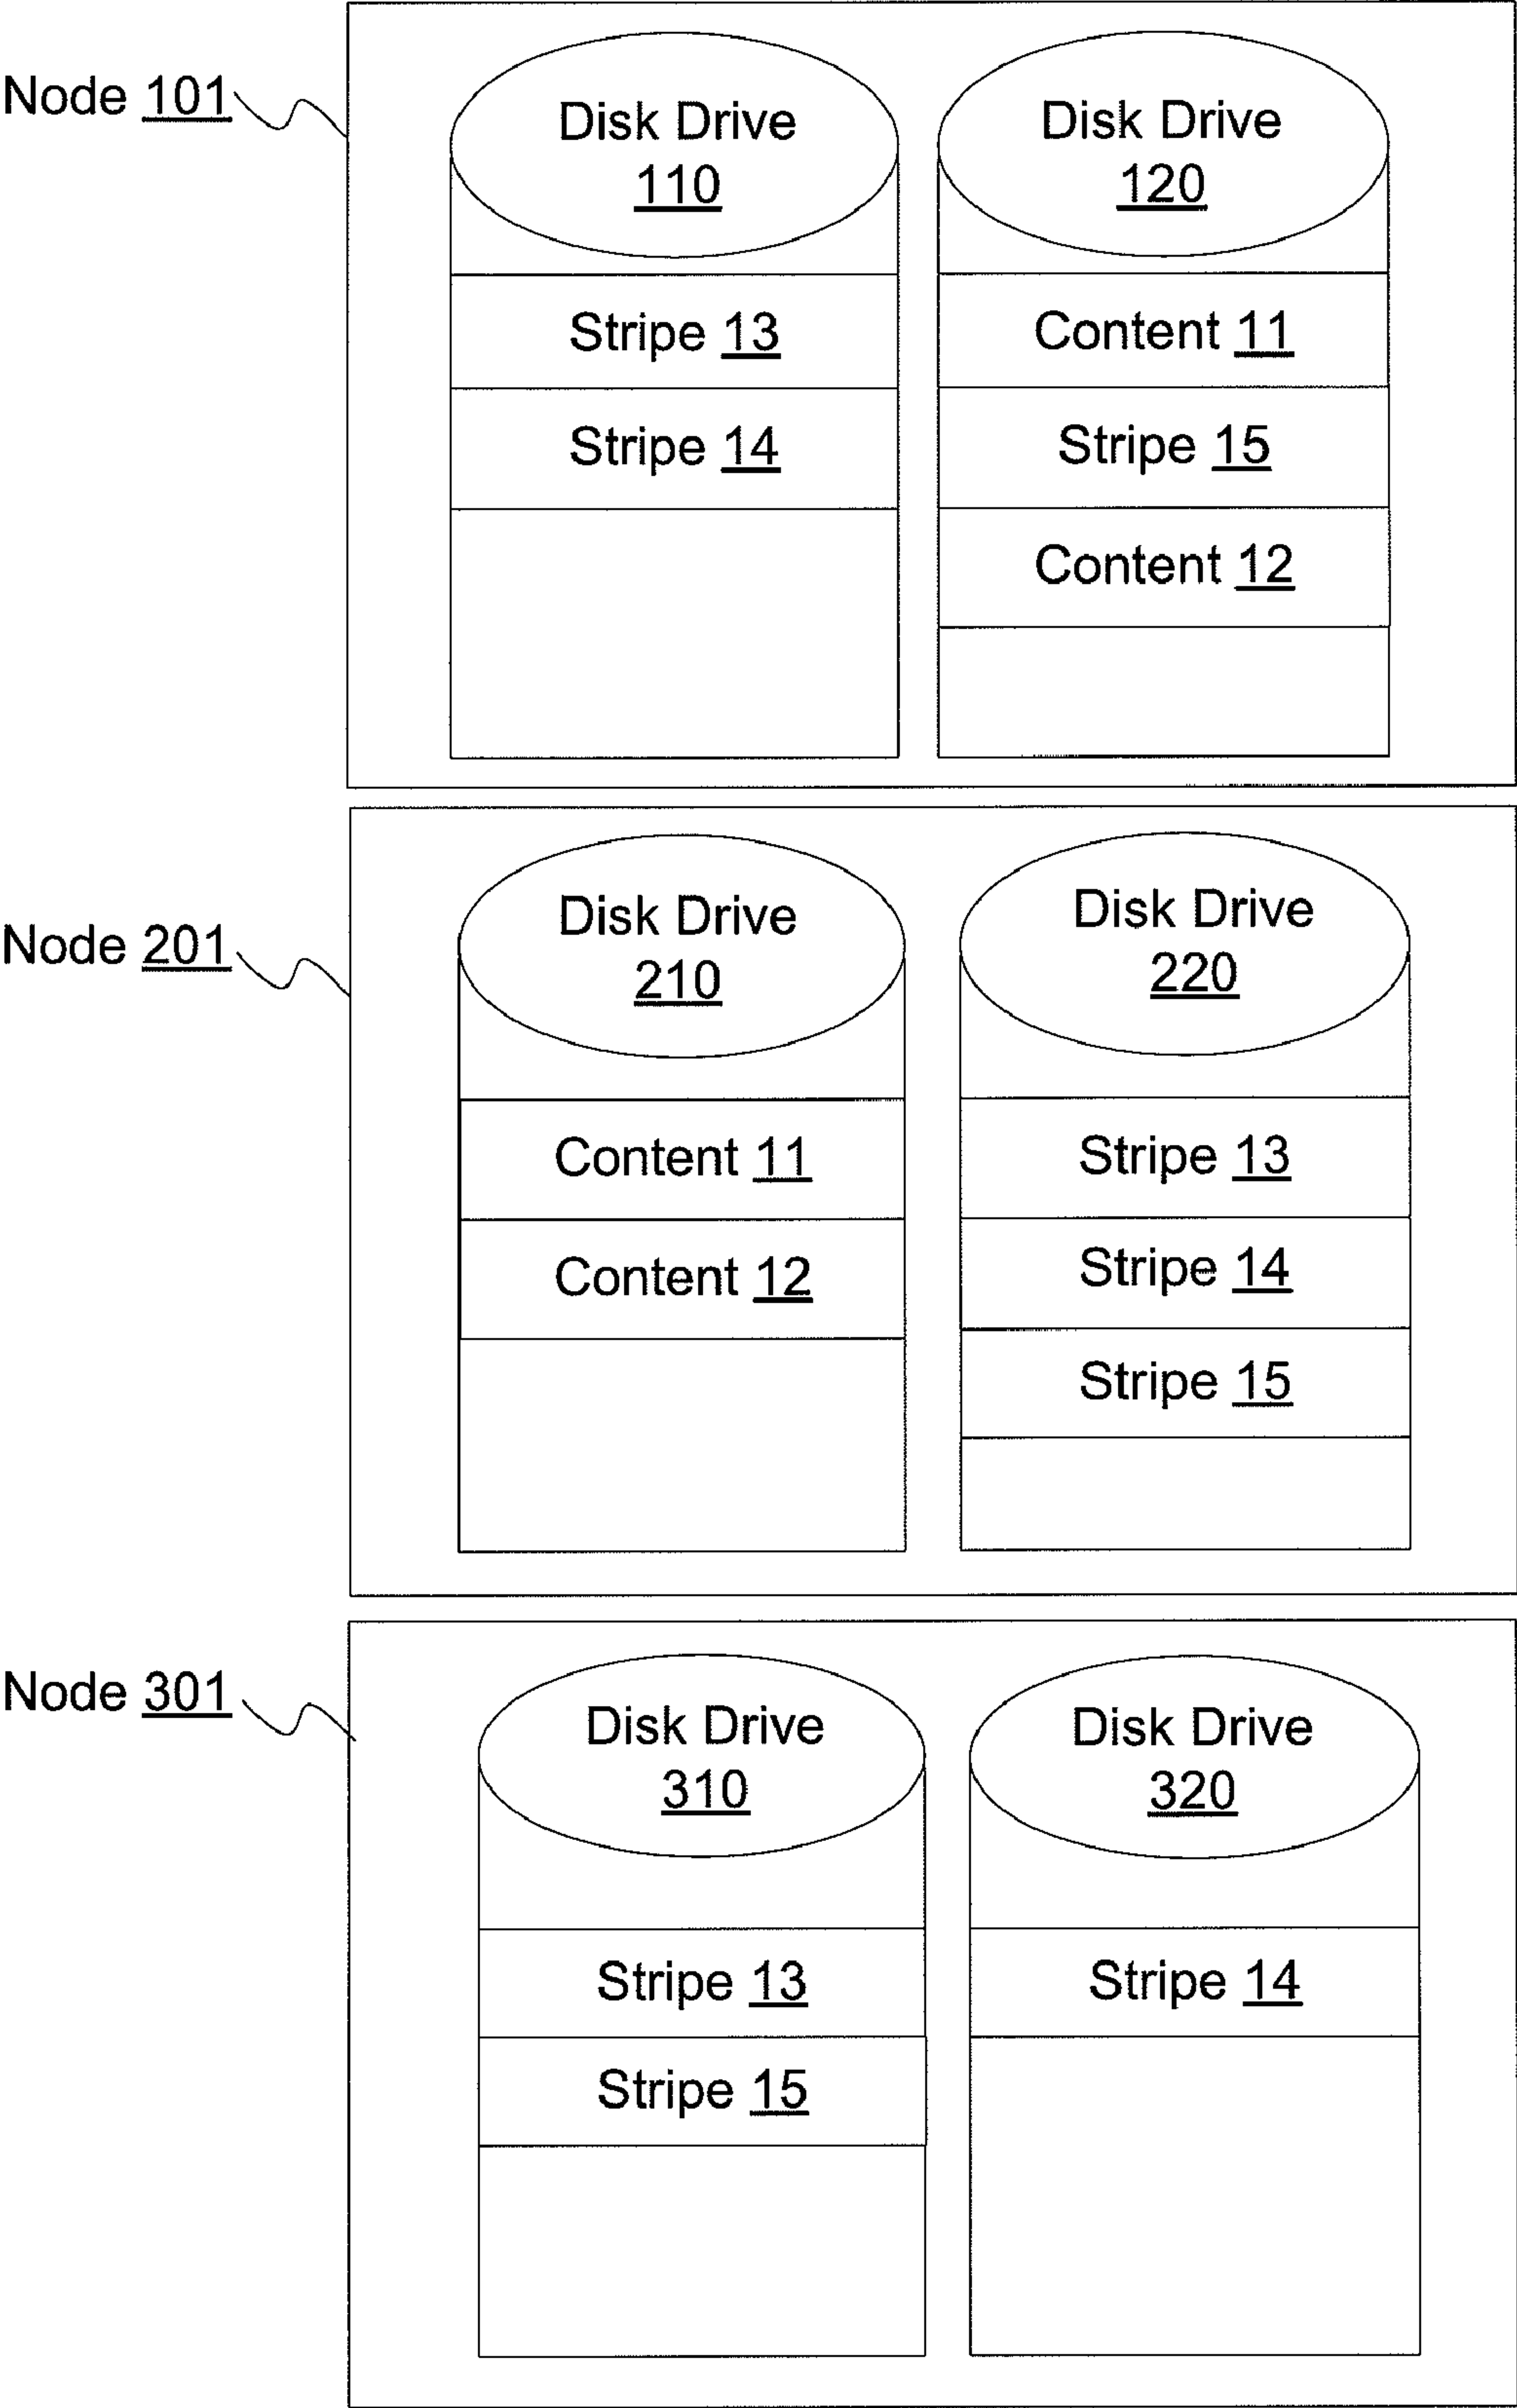 Node 101
Disk Drive
110
Stripe 13
Stripe 14
Disk Drive
120
Content 11
Stripe 15
Content 12
Node 201
Disk Drive
210
Content 11
Content 12
Disk Drive
220
Stripe 13
Stripe 14
Stripe 15
Node 301
Disk Drive
310
Stripe 13
Stripe 15
Disk Drive
320
Stripe 14